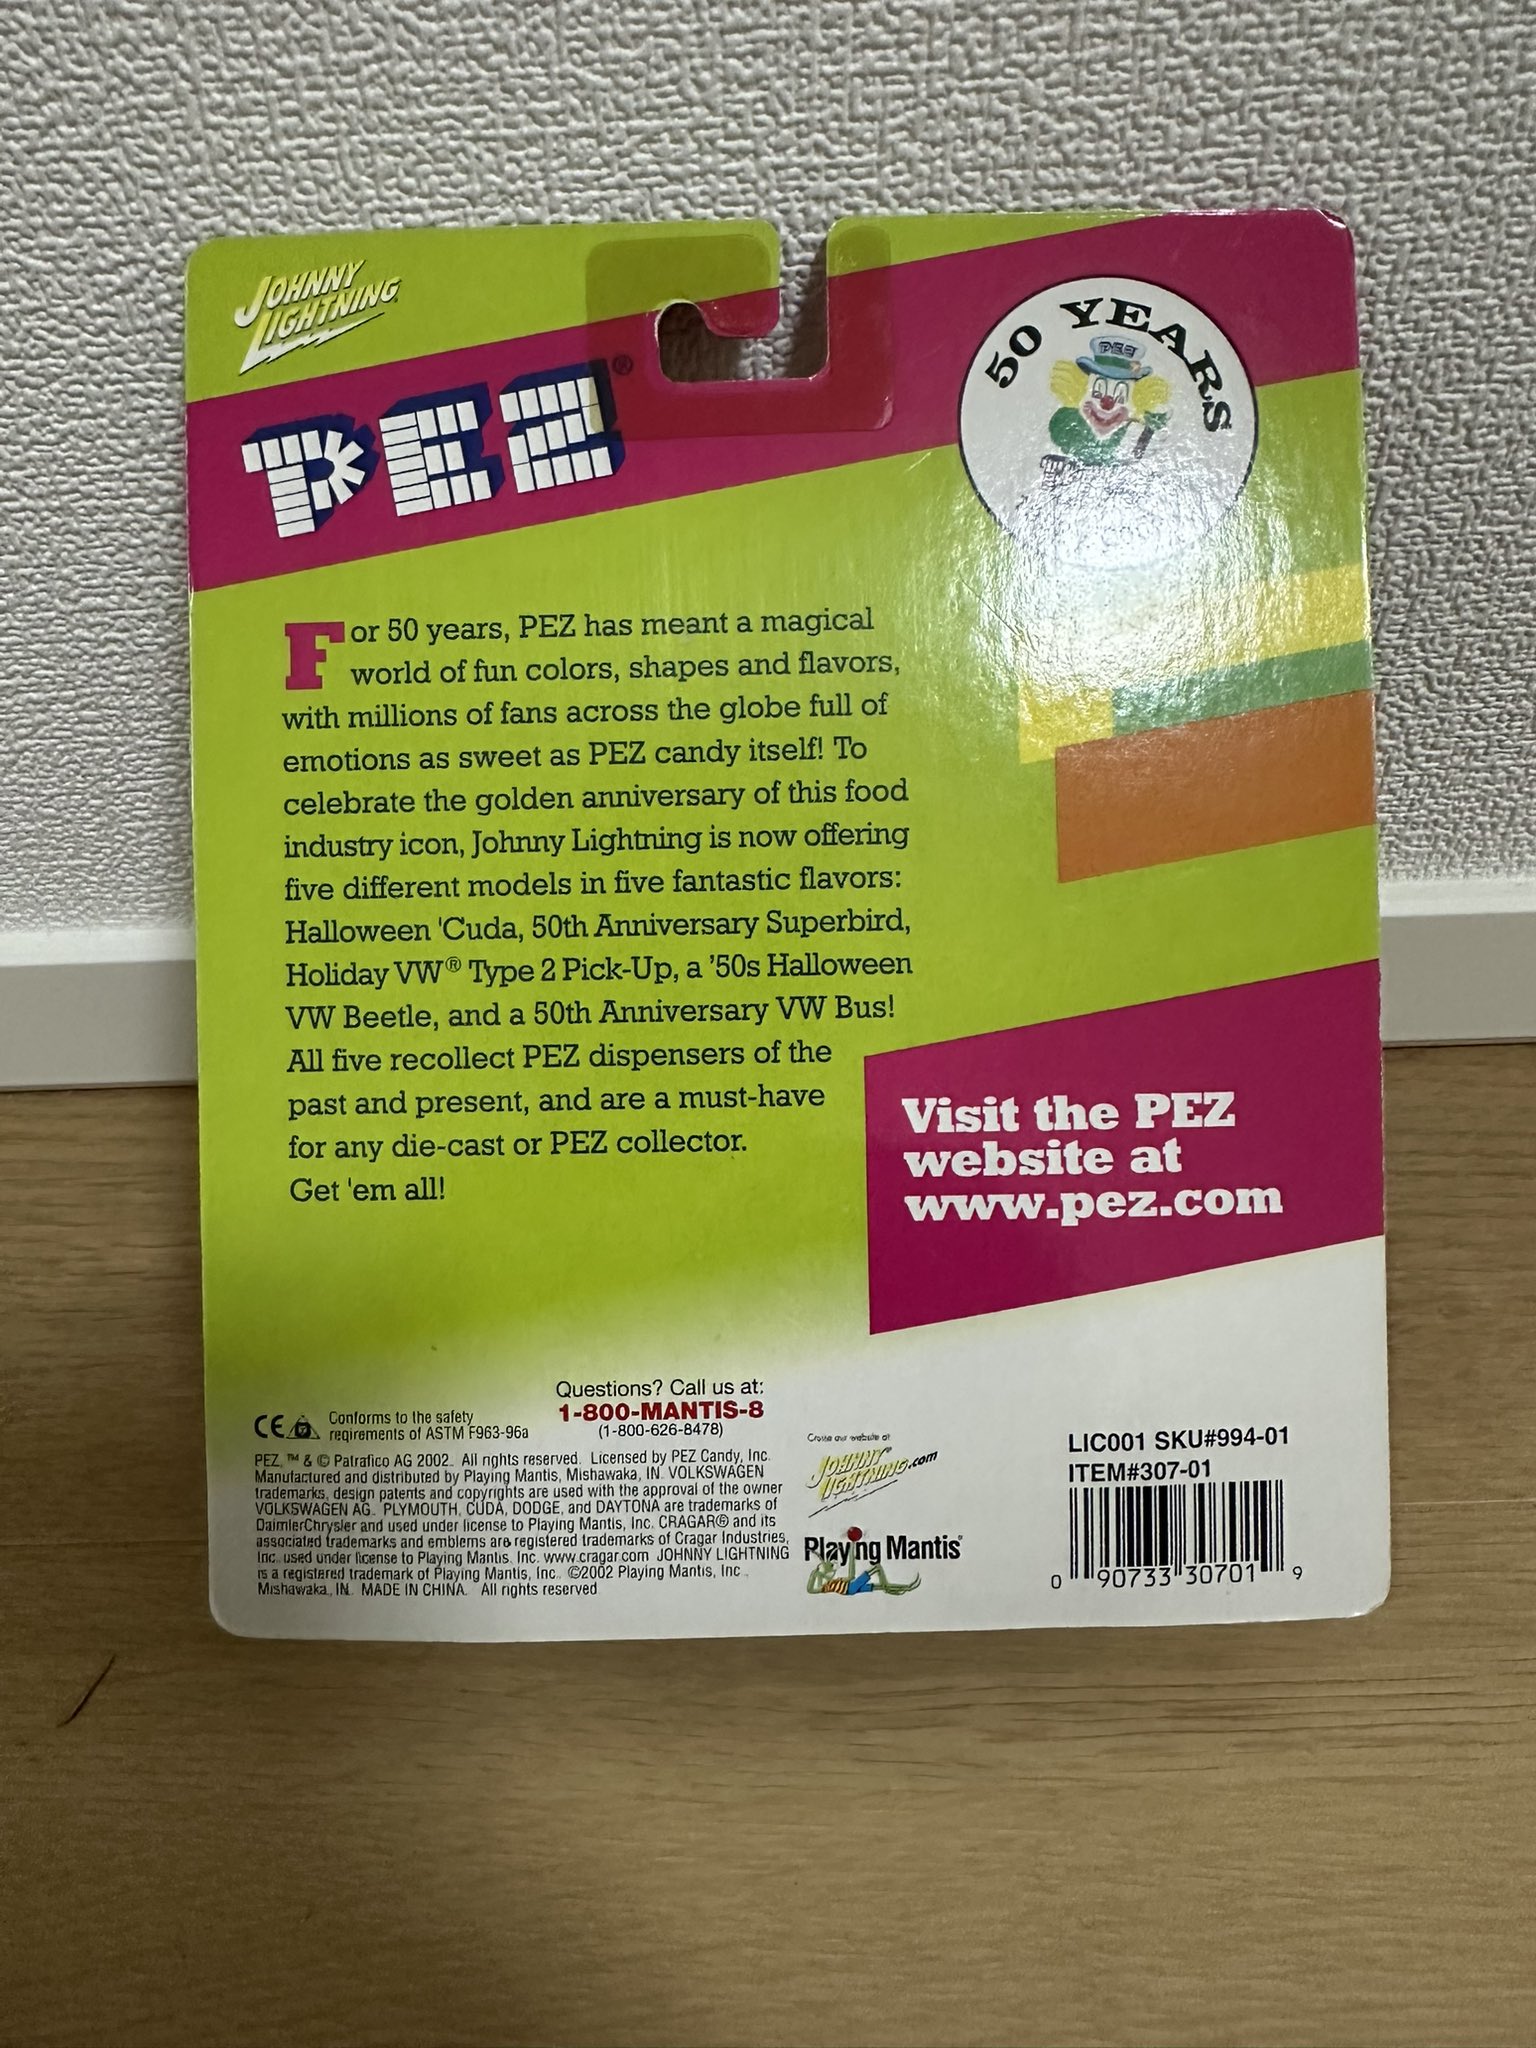 JOHNNY
LIGHTNING
PEZ®
50 YEARS
PEZ
For 50 years, PEZ has meant a magical
world of fun colors, shapes and flavors,
with millions of fans across the globe full of
emotions as sweet as PEZ candy itself! To
celebrate the golden anniversary of this food
industry icon, Johnny Lightning is now offering
five different models in five fantastic flavors:
Halloween 'Cuda, 50th Anniversary Superbird,
Holiday VW® Type 2 Pick-Up, a '50s Halloween
VW Beetle, and a 50th Anniversary VW Bus!
All five recollect PEZ dispensers of the
past and present, and are a must-have
for any die-cast or PEZ collector.
Get 'em all!
Visit the PEZ
website at
www.pez.com
Questions? Call us at:
1-800-MANTIS-8
(1-800-626-8478)
CE
Conforms to the safety
reqirements of ASTM F963-96a
PEZ, ™ & © Patrafico AG 2002. All rights reserved. Licensed by PEZ Candy, Inc.
Manufactured and distributed by Playing Mantis, Mishawaka, IN. VOLKSWAGEN
trademarks, design patents and copyrights are used with the approval of the owner
VOLKSWAGEN AG. PLYMOUTH, CUDA, DODGE, and DAYTONA are trademarks of
DaimlerChrysler and used under license to Playing Mantis, Inc. CRAGAR® and its
associated trademarks and emblems are registered trademarks of Cragar Industries,
Inc. used under license to Playing Mantis, Inc. www.cragar.com JOHNNY LIGHTNING
is a registered trademark of Playing Mantis, Inc. ©2002 Playing Mantis, Inc.,
Mishawaka, IN. MADE IN CHINA. All rights reserved.
our website at
JOHNNY®
LIGHTNING.com
Playing Mantis®
LIC001 SKU#994-01
ITEM#307-01
0 90733 30701 9